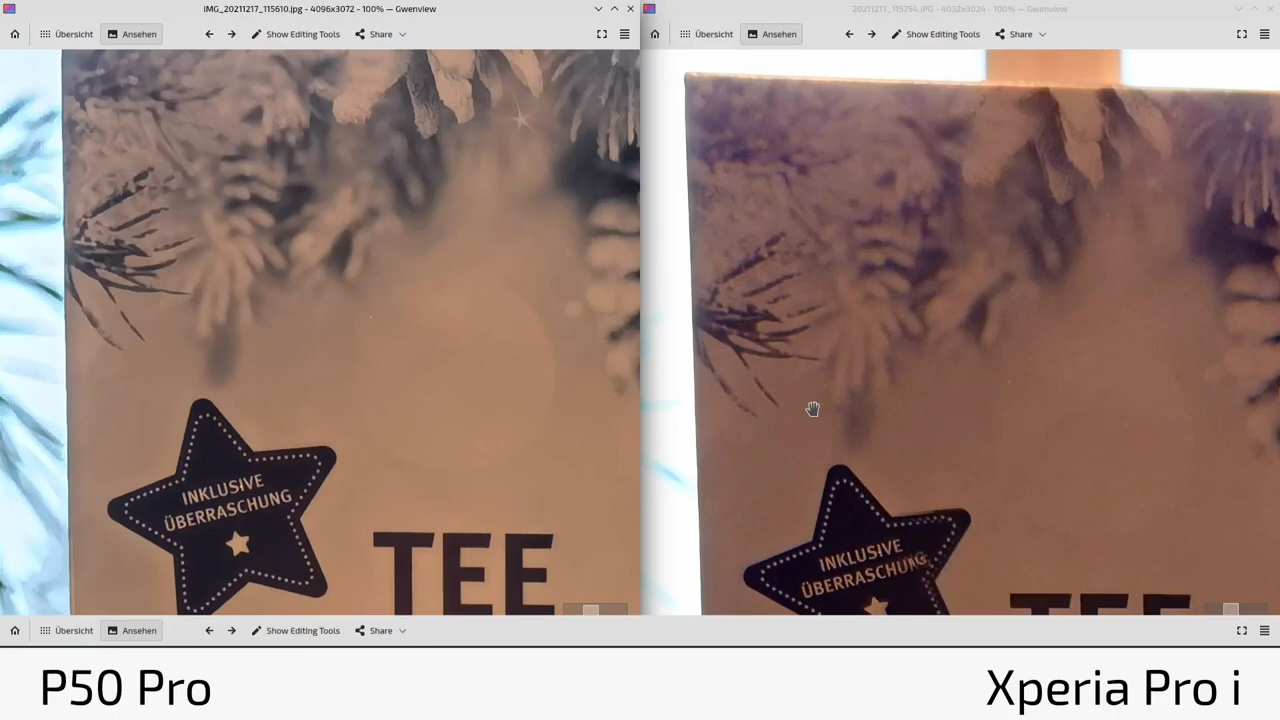 IMG_20211217_115610.jpg - 4096x3072 - 100% — Gwenview
20211217_115754.JPG - 4032x3024 - 100% — Gwenview
Übersicht
Ansehen
Show Editing Tools
Share
Übersicht
Ansehen
Show Editing Tools
Share
INKLUSIVE
ÜBERRASCHUNG
TEE
INKLUSIVE
ÜBERRASCHUNG
TEE
Übersicht
Ansehen
Show Editing Tools
Share
P50 Pro
Xperia Pro i